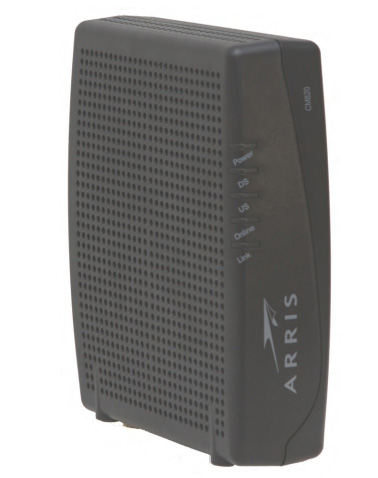 CM820
Power
DS
US
Online
Link
ARRIS